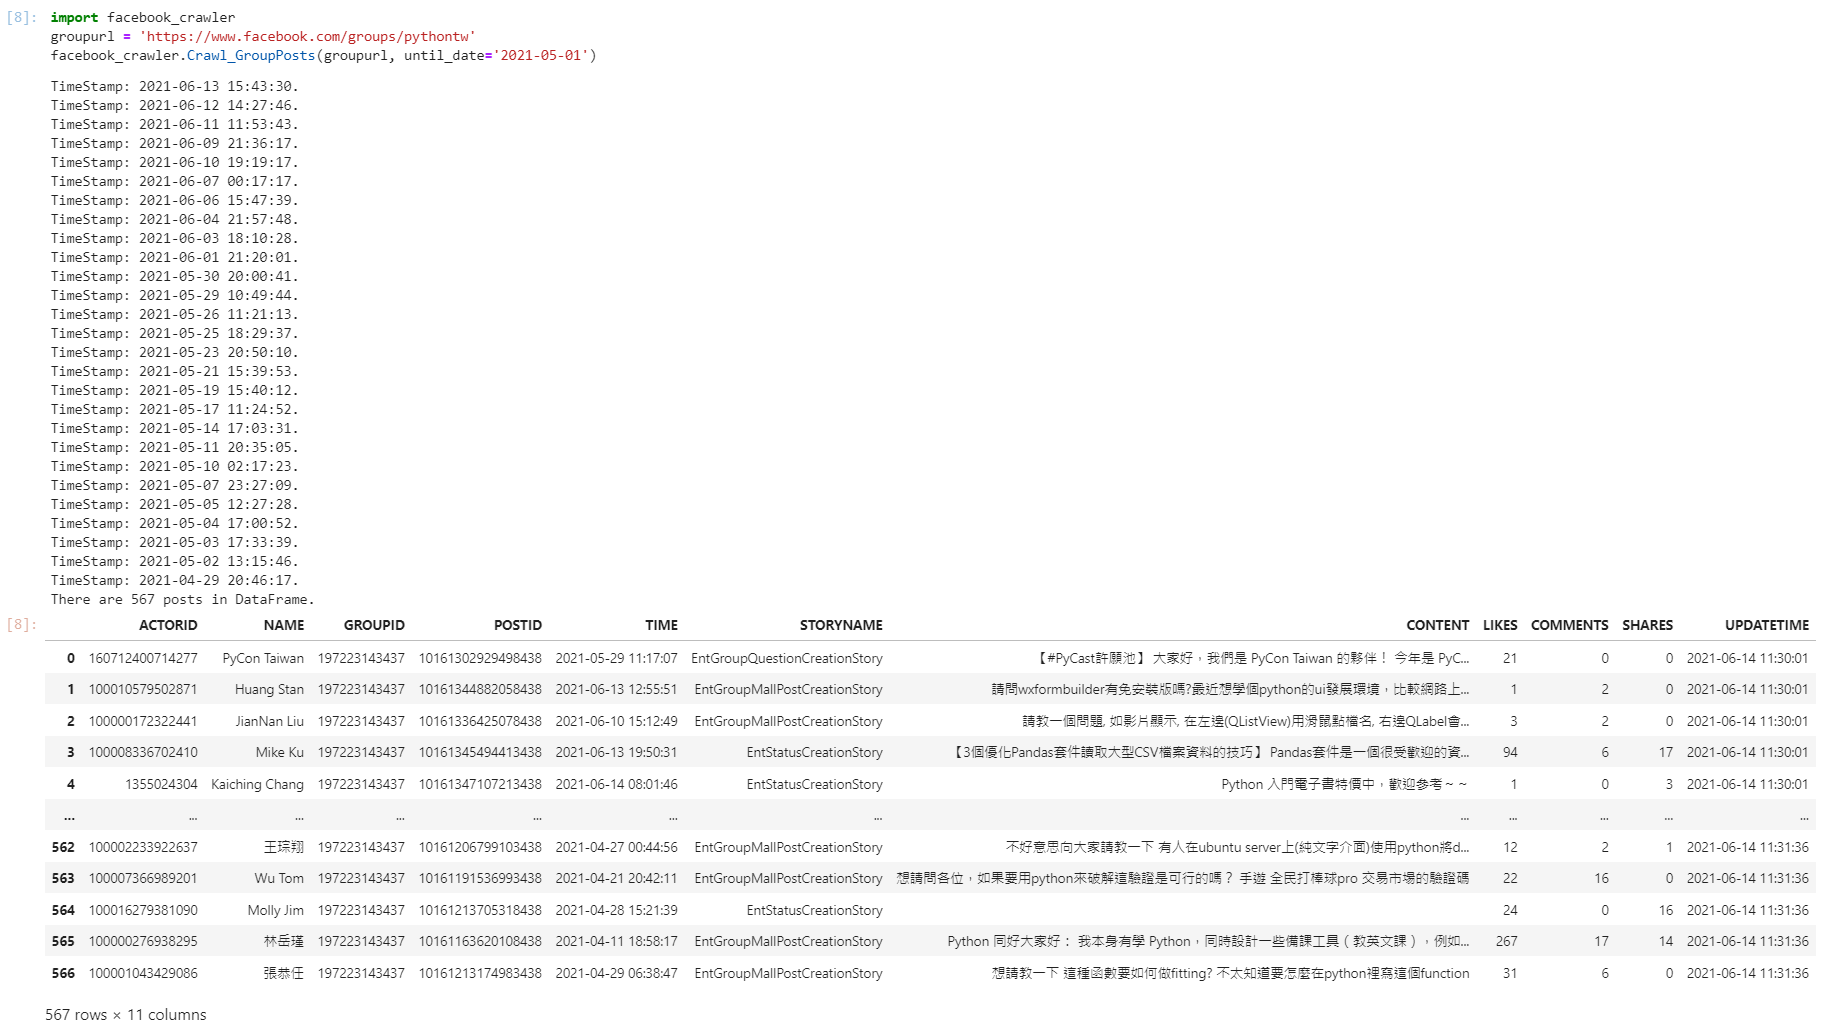 [8]: import facebook_crawler
groupurl = 'https://www.facebook.com/groups/pythontw'
facebook_crawler.Crawl_GroupPosts(groupurl, until_date='2021-05-01')
TimeStamp: 2021-06-13 15:43:30.
TimeStamp: 2021-06-12 14:27:46.
TimeStamp: 2021-06-11 11:53:43.
TimeStamp: 2021-06-09 21:36:17.
TimeStamp: 2021-06-10 19:19:17.
TimeStamp: 2021-06-07 00:17:17.
TimeStamp: 2021-06-06 15:47:39.
TimeStamp: 2021-06-04 21:57:48.
TimeStamp: 2021-06-03 18:10:28.
TimeStamp: 2021-06-01 21:20:01.
TimeStamp: 2021-05-30 20:00:41.
TimeStamp: 2021-05-29 10:49:44.
TimeStamp: 2021-05-26 11:21:13.
TimeStamp: 2021-05-25 18:29:37.
TimeStamp: 2021-05-23 20:50:10.
TimeStamp: 2021-05-21 15:39:53.
TimeStamp: 2021-05-19 15:40:12.
TimeStamp: 2021-05-17 11:24:52.
TimeStamp: 2021-05-14 17:03:31.
TimeStamp: 2021-05-11 20:35:05.
TimeStamp: 2021-05-10 02:17:23.
TimeStamp: 2021-05-07 23:27:09.
TimeStamp: 2021-05-05 12:27:28.
TimeStamp: 2021-05-04 17:00:52.
TimeStamp: 2021-05-03 17:33:39.
TimeStamp: 2021-05-02 13:15:46.
TimeStamp: 2021-04-29 20:46:17.
There are 567 posts in DataFrame.
[8]: ACTORID NAME GROUPID POSTID TIME STORYNAME CONTENT LIKES COMMENTS SHARES UPDATETIME
0 160712400714277 PyCon Taiwan 197223143437 10161302929498438 2021-05-29 11:17:07 EntGroupQuestionCreationStory 【#PyCast許願池】 大家好，我們是 PyCon Taiwan 的夥伴！ 今年是 PyC... 21 0 0 2021-06-14 11:30:01
1 100010579502871 Huang Stan 197223143437 10161344882058438 2021-06-13 12:55:51 EntGroupMallPostCreationStory 請問wxformbuilder有免安裝版嗎?最近想學個python的ui發展環境，比較網路上... 1 2 0 2021-06-14 11:30:01
2 100000172322441 JianNan Liu 197223143437 10161336425078438 2021-06-10 15:12:49 EntGroupMallPostCreationStory 請教一個問題, 如影片顯示, 在左邊(QListView)用滑鼠點檔名, 右邊QLabel會... 3 2 0 2021-06-14 11:30:01
3 100008336702410 Mike Ku 197223143437 10161345494413438 2021-06-13 19:50:31 EntStatusCreationStory 【3個優化Pandas套件讀取大型CSV檔案資料的技巧】 Pandas套件是一個很受歡迎的資... 94 6 17 2021-06-14 11:30:01
4 1355024304 Kaiching Chang 197223143437 10161347107213438 2021-06-14 08:01:46 EntStatusCreationStory Python 入門電子書特價中，歡迎參考～～ 1 0 3 2021-06-14 11:30:01
... ... ... ... ... ... ... ... ... ... ... ...
562 100002233922637 王琮翔 197223143437 10161206799103438 2021-04-27 00:44:56 EntGroupMallPostCreationStory 不好意思向大家請教一下 有人在ubuntu server上(純文字介面)使用python將d... 12 2 1 2021-06-14 11:31:36
563 100007366989201 Wu Tom 197223143437 10161191536993438 2021-04-21 20:42:11 EntGroupMallPostCreationStory 想請問各位，如果要用python來破解這驗證是可行的嗎？ 手遊 全民打棒球pro 交易市場的驗證碼 22 16 0 2021-06-14 11:31:36
564 100016279381090 Molly Jim 197223143437 10161213705318438 2021-04-28 15:21:39 EntStatusCreationStory 24 0 16 2021-06-14 11:31:36
565 100000276938295 林岳瑾 197223143437 10161163620108438 2021-04-11 18:58:17 EntGroupMallPostCreationStory Python 同好大家好： 我本身有學 Python，同時設計一些備課工具（教英文課），例如... 267 17 14 2021-06-14 11:31:36
566 100001043429086 張恭任 197223143437 10161213174983438 2021-04-29 06:38:47 EntGroupMallPostCreationStory 想請教一下 這種函數要如何做fitting? 不太知道要怎麼在python裡寫這個function 31 6 0 2021-06-14 11:31:36
567 rows × 11 columns